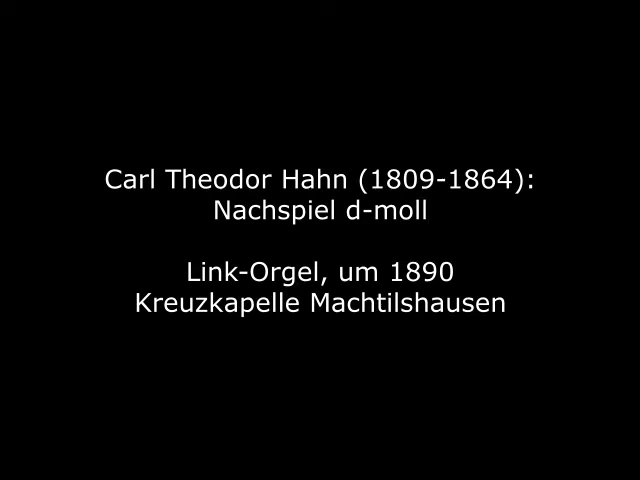 Carl Theodor Hahn (1809-1864):
Nachspiel d-moll
Link-Orgel, um 1890
Kreuzkapelle Machtilshausen